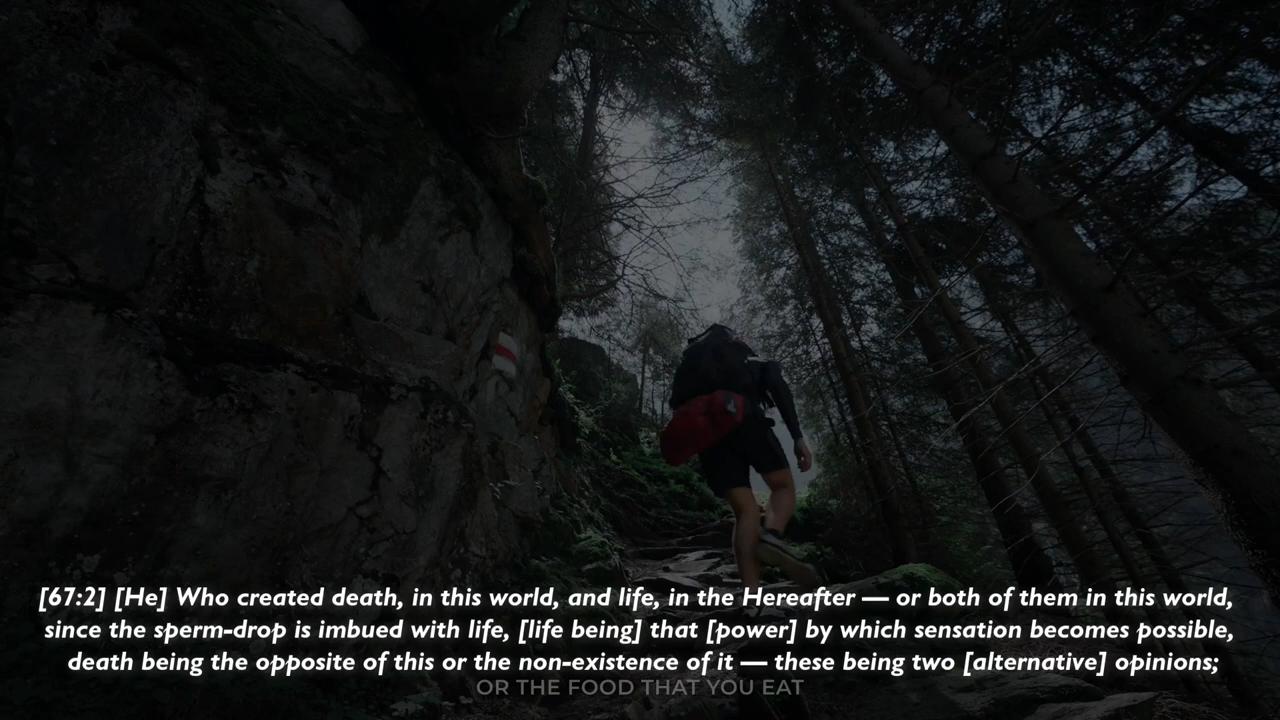 [67:2] [He] Who created death, in this world, and life, in the Hereafter — or both of them in this world,
since the sperm-drop is imbued with life, [life being] that [power] by which sensation becomes possible,
death being the opposite of this or the non-existence of it — these being two [alternative] opinions;
OR THE FOOD THAT YOU EAT